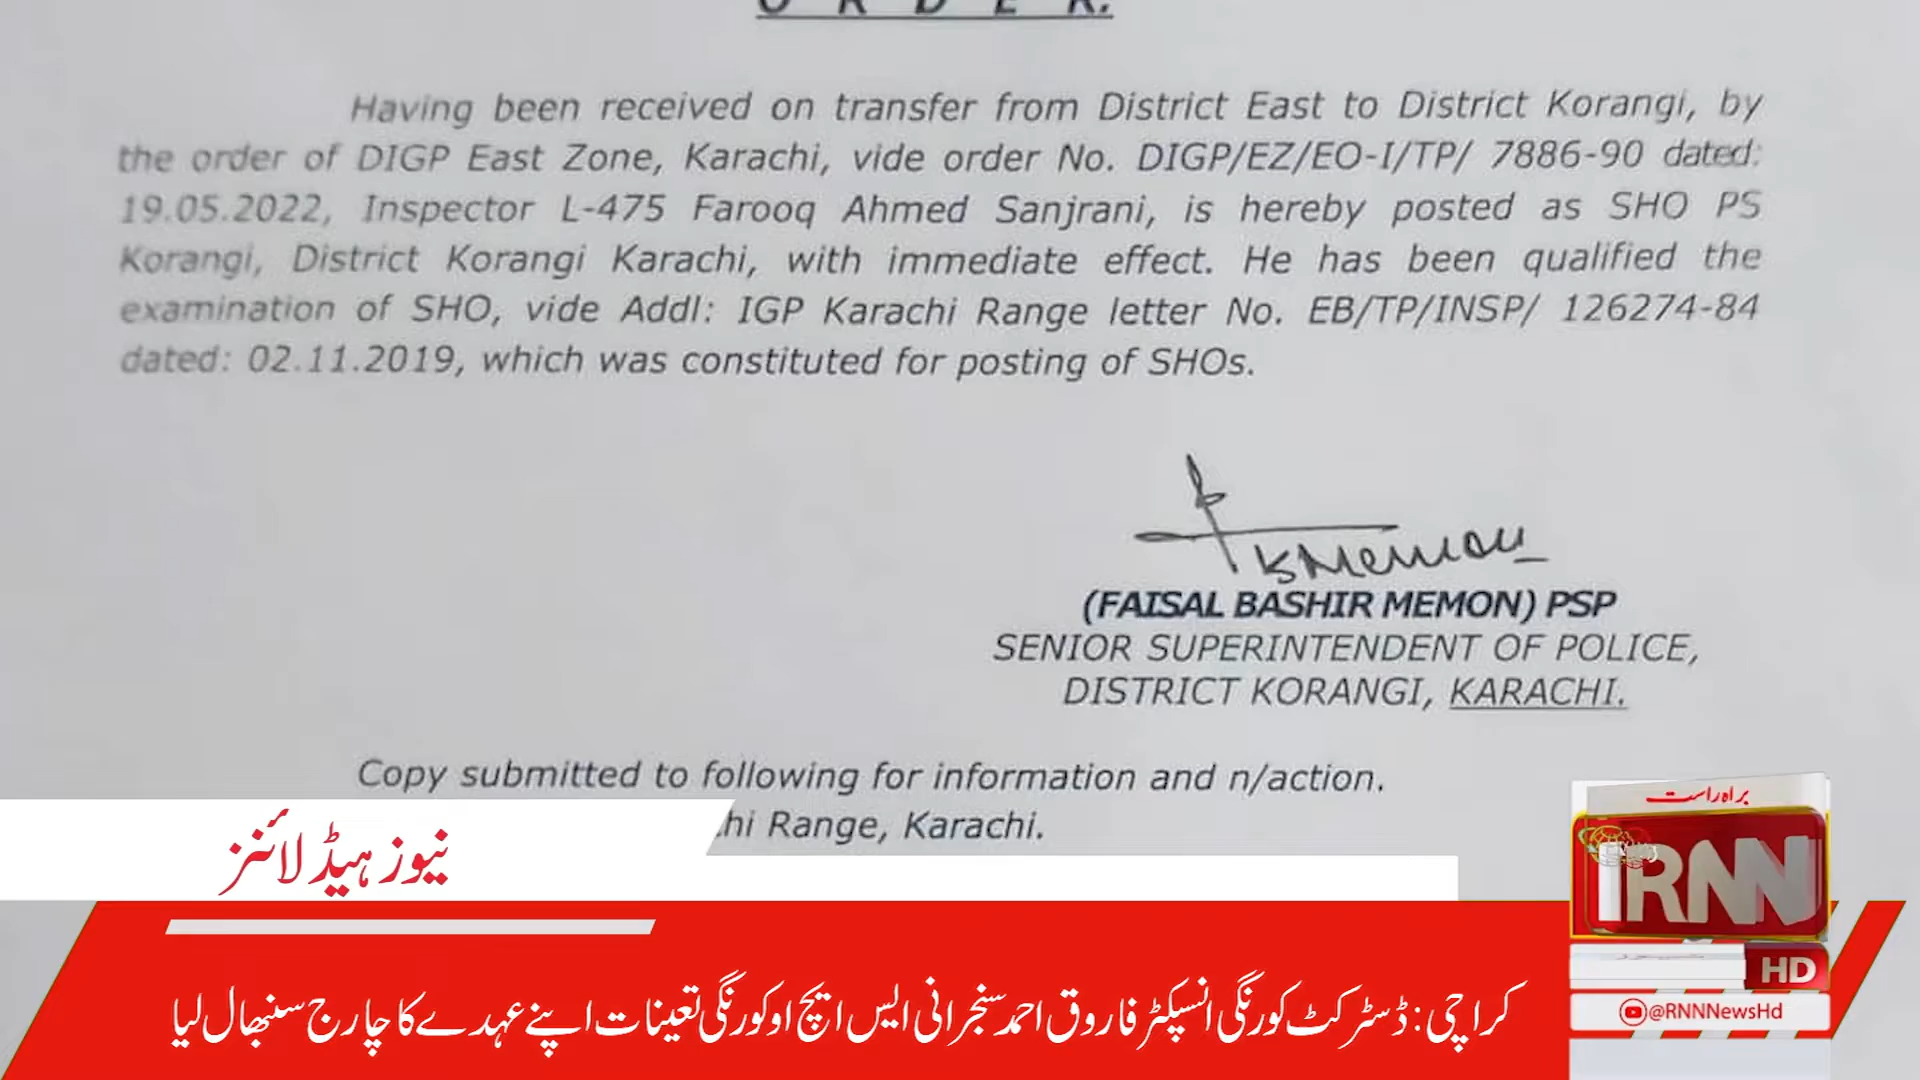 O R D E R.
Having been received on transfer from District East to District Korangi, by
the order of DIGP East Zone, Karachi, vide order No. DIGP/EZ/EO-I/TP/ 7886-90 dated:
19.05.2022, Inspector L-475 Farooq Ahmed Sanjrani, is hereby posted as SHO PS
Korangi, District Korangi Karachi, with immediate effect. He has been qualified the
examination of SHO, vide Addl: IGP Karachi Range letter No. EB/TP/INSP/ 126274-84
dated: 02.11.2019, which was constituted for posting of SHOs.
Memon
(FAISAL BASHIR MEMON) PSP
SENIOR SUPERINTENDENT OF POLICE,
DISTRICT KORANGI, KARACHI.
Copy submitted to following for information and n/action.
Range, Karachi.
نیوز ہیڈ لائنز
براہ راست
RNN
HD
@RNNNewsHd
کراچی : ڈسٹرکٹ کورنگی انسپکٹر فاروق احمد سنجرانی ایس ایچ او کورنگی تعینات اپنے عہدے کا چارج سنبھال لیا